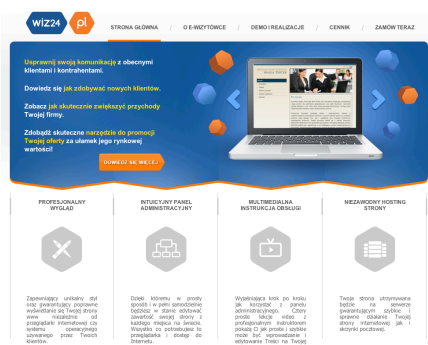 wiz24 pl
STRONA GŁÓWNA / O E-WIZYTÓWCE / DEMO I REALIZACJE / CENNIK / ZAMÓW TERAZ
Usprawnij swoją komunikację z obecnymi
klientami i kontrahentami.
Dowiedz się jak zdobywać nowych klientów.
Zobacz jak skutecznie zwiększyć przychody
Twojej firmy.
Zdobądź skuteczne narzędzie do promocji
Twojej oferty za ułamek jego rynkowej
wartości!
DOWIEDZ SIĘ WIĘCEJ
PROFESJONALNY
WYGLĄD
Zapewniający unikalny styl
oraz gwarantujący poprawne
wyświetlanie się Twojej strony
www niezależnie od
przeglądarki internetowej czy
systemu operacyjnego
używanego przez Twoich
klientów.
INTUICYJNY PANEL
ADMINISTRACYJNY
Dzięki któremu w prosty
sposób i w pełni samodzielnie
będziesz w stanie edytować
zawartość swojej strony z
każdego miejsca na świecie.
Wszystko co potrzebujesz to
przeglądarka i dostęp do
Internetu.
MULTIMEDIALNA
INSTRUKCJA OBSŁUGI
Wyjaśniająca krok po kroku
jak korzystać z panelu
administracyjnego. Cztery
proste lekcje video z
profesjonalnym instruktorem
pokażą Ci jak proste i szybkie
może być wprowadzanie i
edytowanie Treści na Twojej
NIEZAWODNY HOSTING
STRONY
Twoja strona utrzymywana
będzie na serwerze
gwarantującym szybkie i
sprawne działanie Twojej
strony internetowej jak i
skrzynki pocztowej.